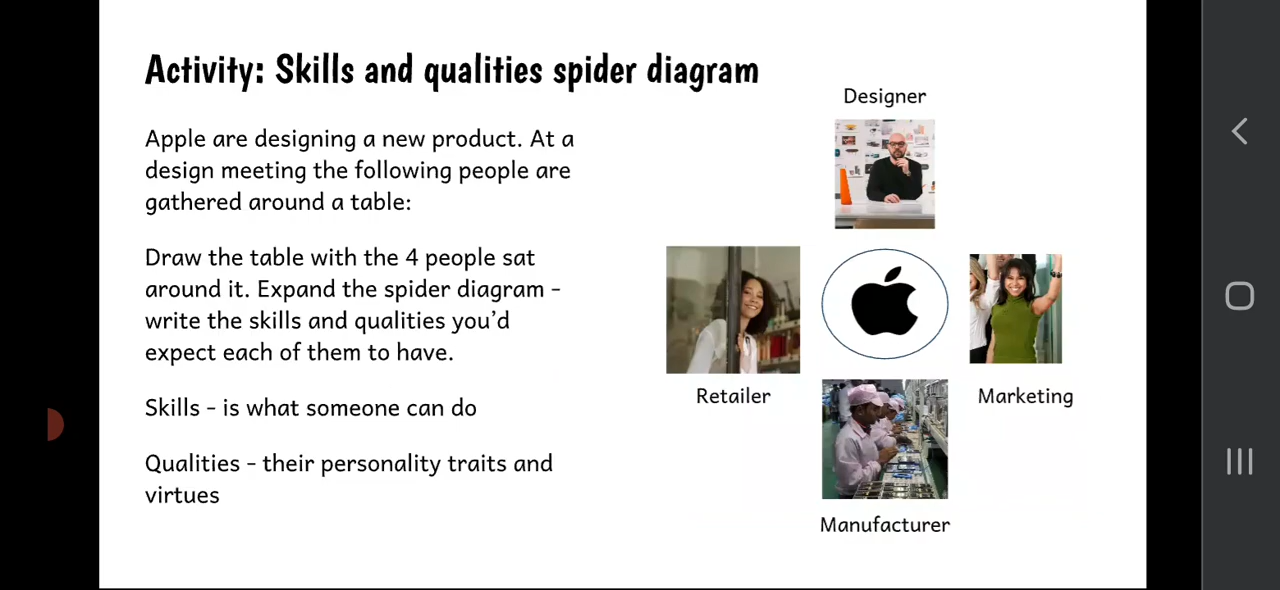 Activity: Skills and qualities spider diagram
Apple are designing a new product. At a
design meeting the following people are
gathered around a table:
Draw the table with the 4 people sat
around it. Expand the spider diagram -
write the skills and qualities you'd
expect each of them to have.
Skills - is what someone can do
Qualities - their personality traits and
virtues
Designer
Retailer
Marketing
Manufacturer